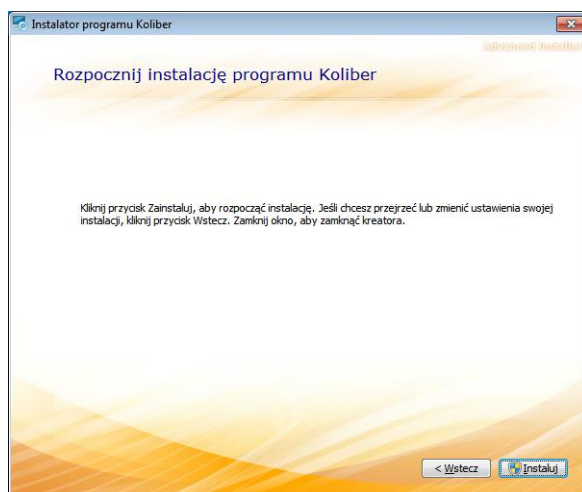 Instalator programu Koliber
Advanced Installer
Rozpocznij instalację programu Koliber
Kliknij przycisk Zainstaluj, aby rozpocząć instalację. Jeśli chcesz przejrzeć lub zmienić ustawienia swojej
instalacji, kliknij przycisk Wstecz. Zamknij okno, aby zamknąć kreatora.
< Wstecz
Instaluj